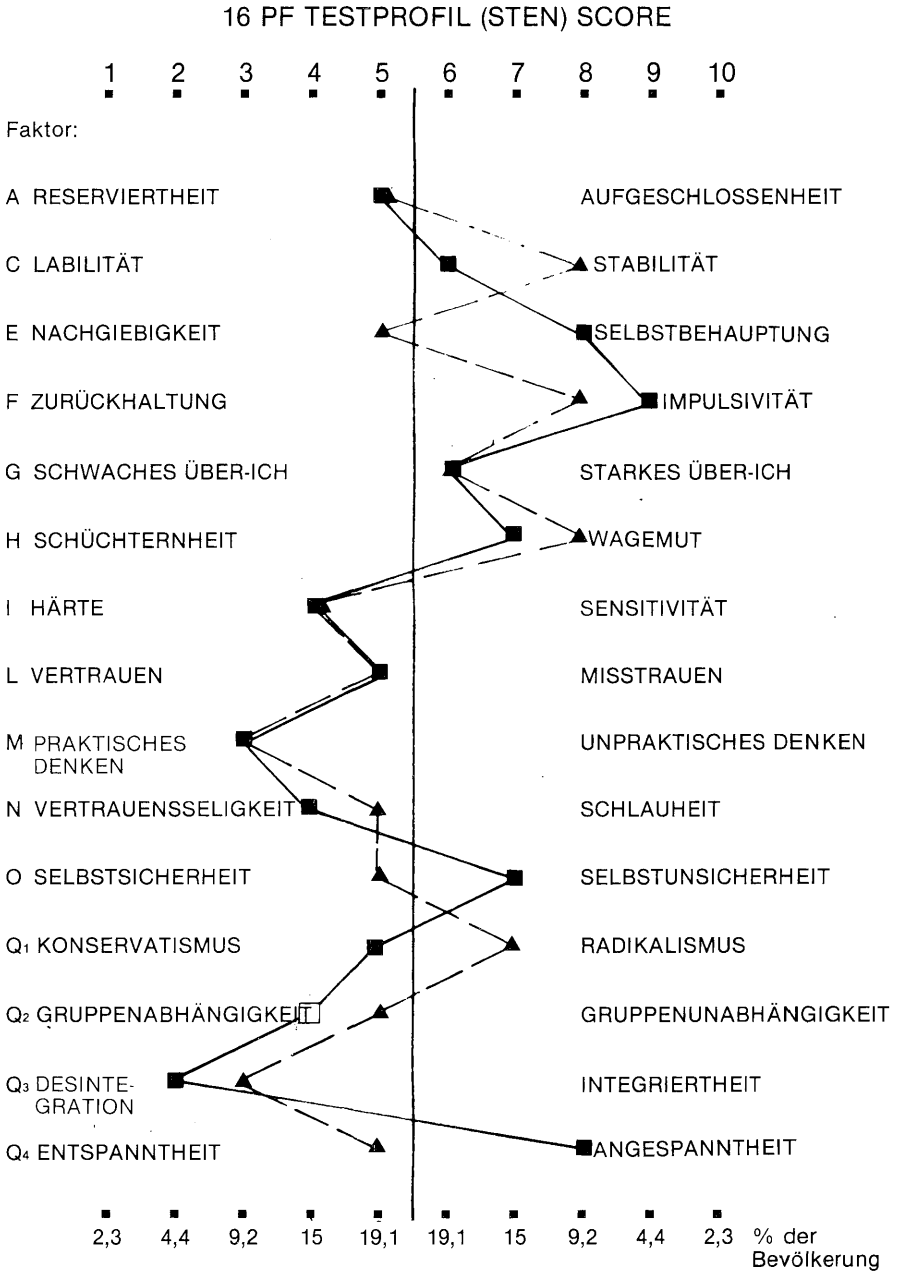 16 PF TESTPROFIL (STEN) SCORE
1 2 3 4 5 6 7 8 9 10
Faktor:
A RESERVIERTHEIT AUFGESCHLOSSENHEIT
C LABILITÄT STABILITÄT
E NACHGIEBIGKEIT SELBSTBEHAUPTUNG
F ZURÜCKHALTUNG IMPULSIVITÄT
G SCHWACHES ÜBER-ICH STARKES ÜBER-ICH
H SCHÜCHTERNHEIT WAGEMUT
I HÄRTE SENSITIVITÄT
L VERTRAUEN MISSTRAUEN
M PRAKTISCHES UNPRAKTISCHES DENKEN
DENKEN
N VERTRAUENSSELIGKEIT SCHLAUHEIT
O SELBSTSICHERHEIT SELBSTUNSICHERHEIT
Q1 KONSERVATISMUS RADIKALISMUS
Q2 GRUPPENABHÄNGIGKEIT GRUPPENUNABHÄNGIGKEIT
Q3 DESINTE- INTEGRIERTHEIT
GRATION
Q4 ENTSPANNTHEIT ANGESPANNTHEIT
2,3 4,4 9,2 15 19,1 19,1 15 9,2 4,4 2,3 % der
Bevölkerung